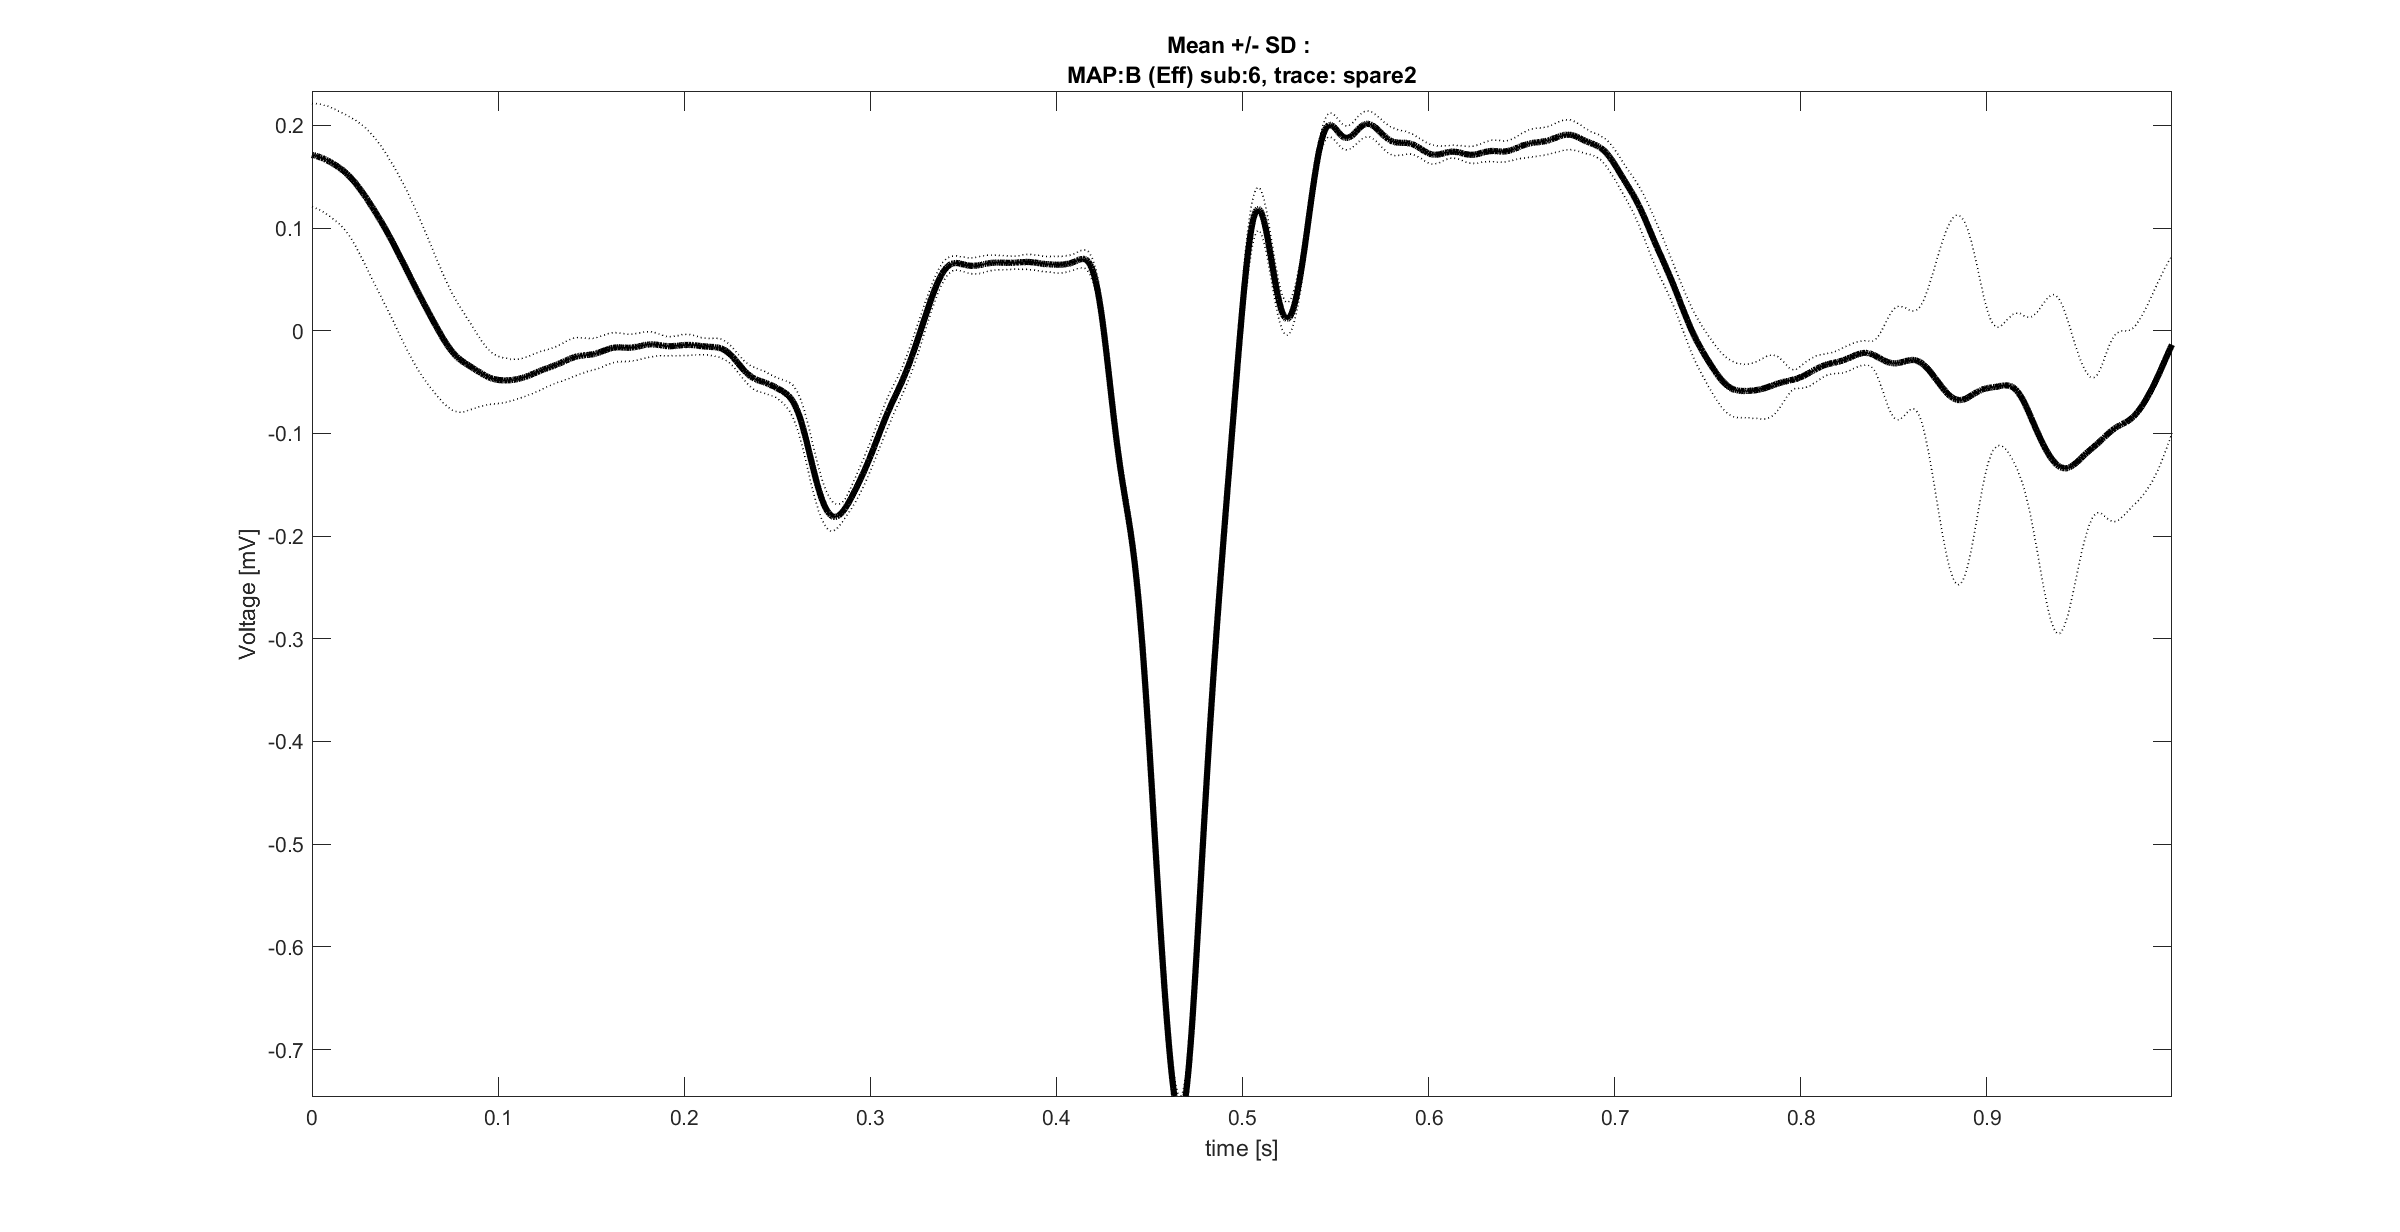 Mean +/- SD :
MAP:B (Eff) sub:6, trace: spare2
0.2
0.1
0
-0.1
-0.2
-0.3
-0.4
-0.5
-0.6
-0.7
Voltage [mV]
0 0.1 0.2 0.3 0.4 0.5 0.6 0.7 0.8 0.9
time [s]